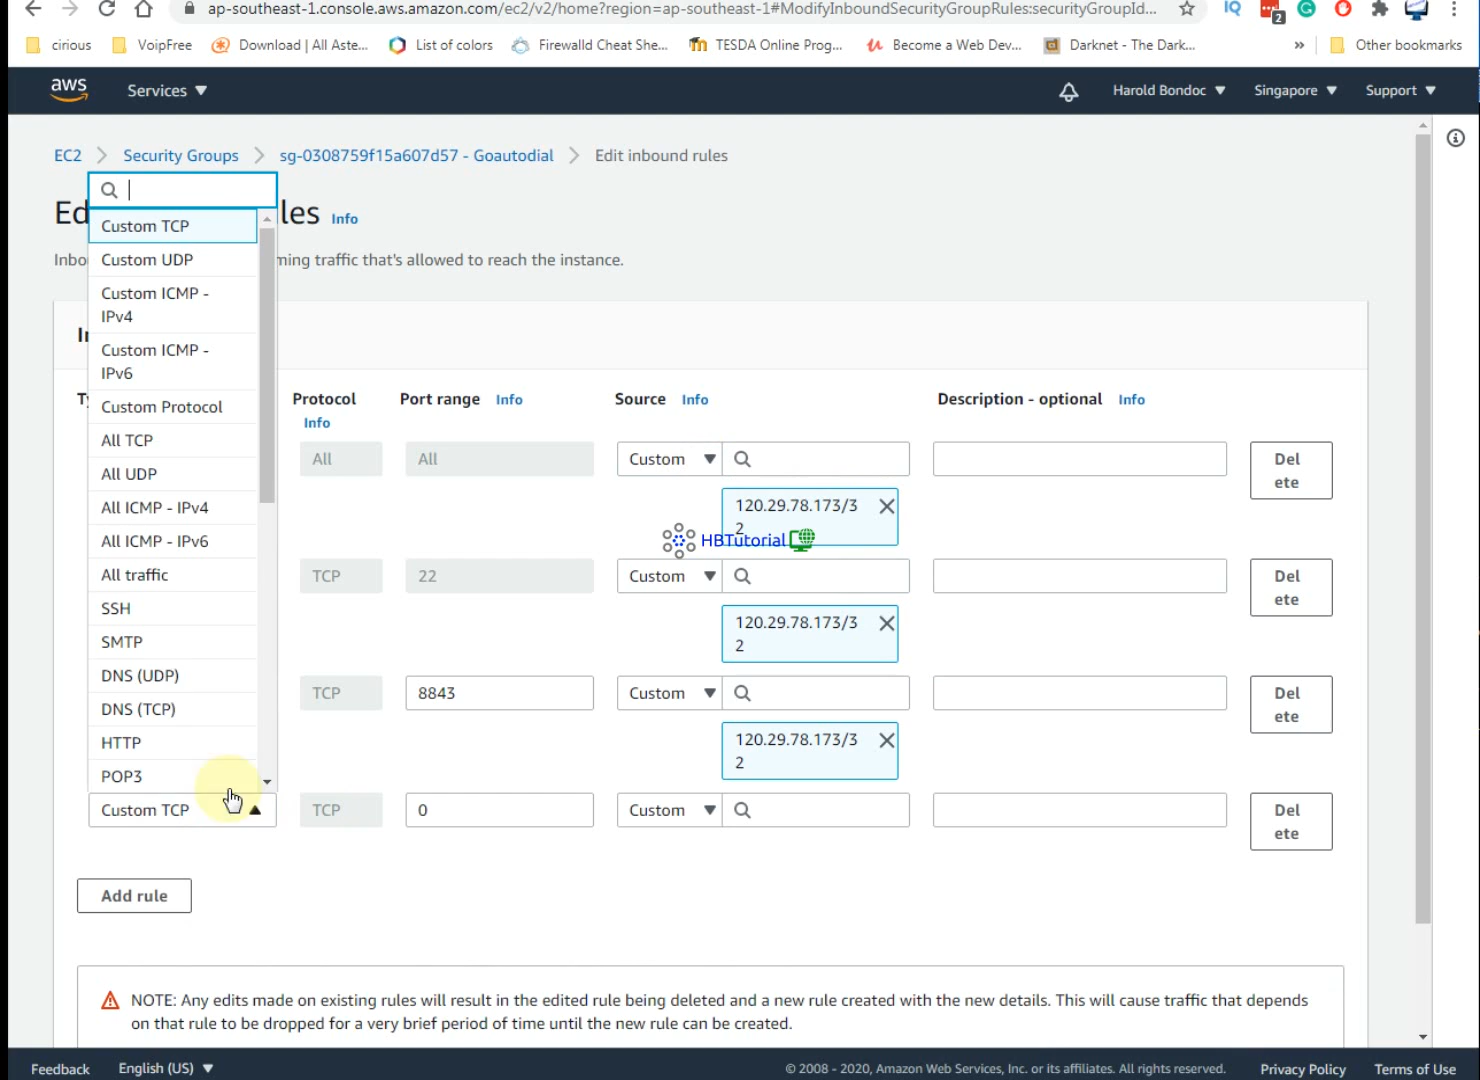 ap-southeast-1.console.aws.amazon.com/ec2/v2/home?region=ap-southeast-1#ModifyInboundSecurityGroupRules:securityGroupId...
IQ
2
cirious
VoipFree
Download | All Aste...
List of colors
Firewalld Cheat She...
TESDA Online Prog...
Become a Web Dev...
Darknet - The Dark...
»
Other bookmarks
aws
Services
Harold Bondoc
Singapore
Support
EC2
Security Groups
sg-0308759f15a607d57 - Goautodial
Edit inbound rules
Ed
les
Info
Inbo
ning traffic that's allowed to reach the instance.
Custom TCP
Custom UDP
Custom ICMP -
IPv4
Custom ICMP -
IPv6
Custom Protocol
All TCP
All UDP
All ICMP - IPv4
All ICMP - IPv6
All traffic
SSH
SMTP
DNS (UDP)
DNS (TCP)
HTTP
POP3
Custom TCP
Protocol
Info
Port range Info
Source Info
Description - optional Info
All
All
Custom
Del
ete
120.29.78.173/3
2
HBTutorial
TCP
22
Custom
Del
ete
120.29.78.173/3
2
TCP
8843
Custom
Del
ete
120.29.78.173/3
2
TCP
0
Custom
Del
ete
Add rule
NOTE: Any edits made on existing rules will result in the edited rule being deleted and a new rule created with the new details. This will cause traffic that depends
on that rule to be dropped for a very brief period of time until the new rule can be created.
Feedback
English (US)
© 2008 - 2020, Amazon Web Services, Inc. or its affiliates. All rights reserved.
Privacy Policy
Terms of Use